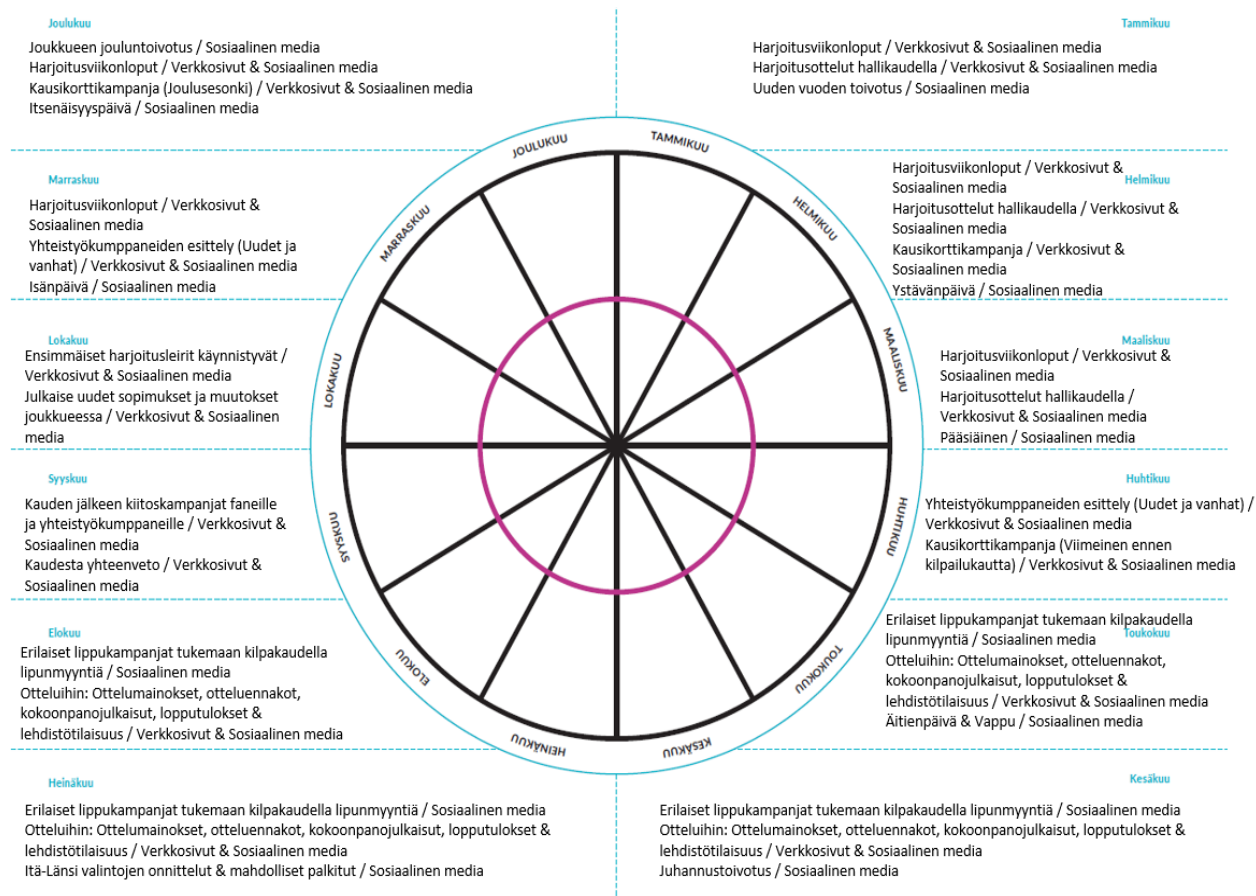 Joulukuu
Joukkueen jouluntoivotus / Sosiaalinen media
Harjoitusviikonloput / Verkkosivut & Sosiaalinen media
Kausikorttikampanja (Joulusesonki) / Verkkosivut & Sosiaalinen media
Itsenäisyyspäivä / Sosiaalinen media
Tammikuu
Harjoitusviikonloput / Verkkosivut & Sosiaalinen media
Harjoitusottelut hallikaudella / Verkkosivut & Sosiaalinen media
Uuden vuoden toivotus / Sosiaalinen media
Marraskuu
Harjoitusviikonloput / Verkkosivut &
Sosiaalinen media
Yhteistyökumppaneiden esittely (Uudet ja
vanhat) / Verkkosivut & Sosiaalinen media
Isänpäivä / Sosiaalinen media
Helmikuu
Harjoitusviikonloput / Verkkosivut &
Sosiaalinen media
Harjoitusottelut hallikaudella / Verkkosivut &
Sosiaalinen media
Kausikorttikampanja / Verkkosivut &
Sosiaalinen media
Ystävänpäivä / Sosiaalinen media
Lokakuu
Ensimmäiset harjoitusleirit käynnistyvät /
Verkkosivut & Sosiaalinen media
Julkaise uudet sopimukset ja muutokset
joukkueessa / Verkkosivut & Sosiaalinen
media
Maaliskuu
Harjoitusviikonloput / Verkkosivut &
Sosiaalinen media
Harjoitusottelut hallikaudella /
Verkkosivut & Sosiaalinen media
Pääsiäinen / Sosiaalinen media
Syyskuu
Kauden jälkeen kiitoskampanjat faneille
ja yhteistyökumppaneille / Verkkosivut &
Sosiaalinen media
Kaudesta yhteenveto / Verkkosivut &
Sosiaalinen media
Huhtikuu
Yhteistyökumppaneiden esittely (Uudet ja vanhat) /
Verkkosivut & Sosiaalinen media
Kausikorttikampanja (Viimeinen ennen
kilpailukautta) / Verkkosivut & Sosiaalinen media
Elokuu
Erilaiset lippukampanjat tukemaan kilpakaudella
lipunmyyntiä / Sosiaalinen media
Otteluihin: Ottelumainokset, otteluennakot,
kokoonpanojulkaisut, lopputulokset &
lehdistötilaisuus / Verkkosivut & Sosiaalinen media
Toukokuu
Erilaiset lippukampanjat tukemaan kilpakaudella
lipunmyyntiä / Sosiaalinen media
Otteluihin: Ottelumainokset, otteluennakot,
kokoonpanojulkaisut, lopputulokset &
lehdistötilaisuus / Verkkosivut & Sosiaalinen media
Äitienpäivä & Vappu / Sosiaalinen media
Heinäkuu
Erilaiset lippukampanjat tukemaan kilpakaudella lipunmyyntiä / Sosiaalinen media
Otteluihin: Ottelumainokset, otteluennakot, kokoonpanojulkaisut, lopputulokset &
lehdistötilaisuus / Verkkosivut & Sosiaalinen media
Itä-Länsi valintojen onnittelut & mahdolliset palkitut / Sosiaalinen media
Kesäkuu
Erilaiset lippukampanjat tukemaan kilpakaudella lipunmyyntiä / Sosiaalinen media
Otteluihin: Ottelumainokset, otteluennakot, kokoonpanojulkaisut, lopputulokset &
lehdistötilaisuus / Verkkosivut & Sosiaalinen media
Juhannustoivotus / Sosiaalinen media
TAMMIKUU
HELMIKUU
MAALISKUU
HUHTIKUU
TOUKOKUU
KESÄKUU
HEINÄKUU
ELOKUU
SYYSKUU
LOKAKUU
MARRASKUU
JOULUKUU